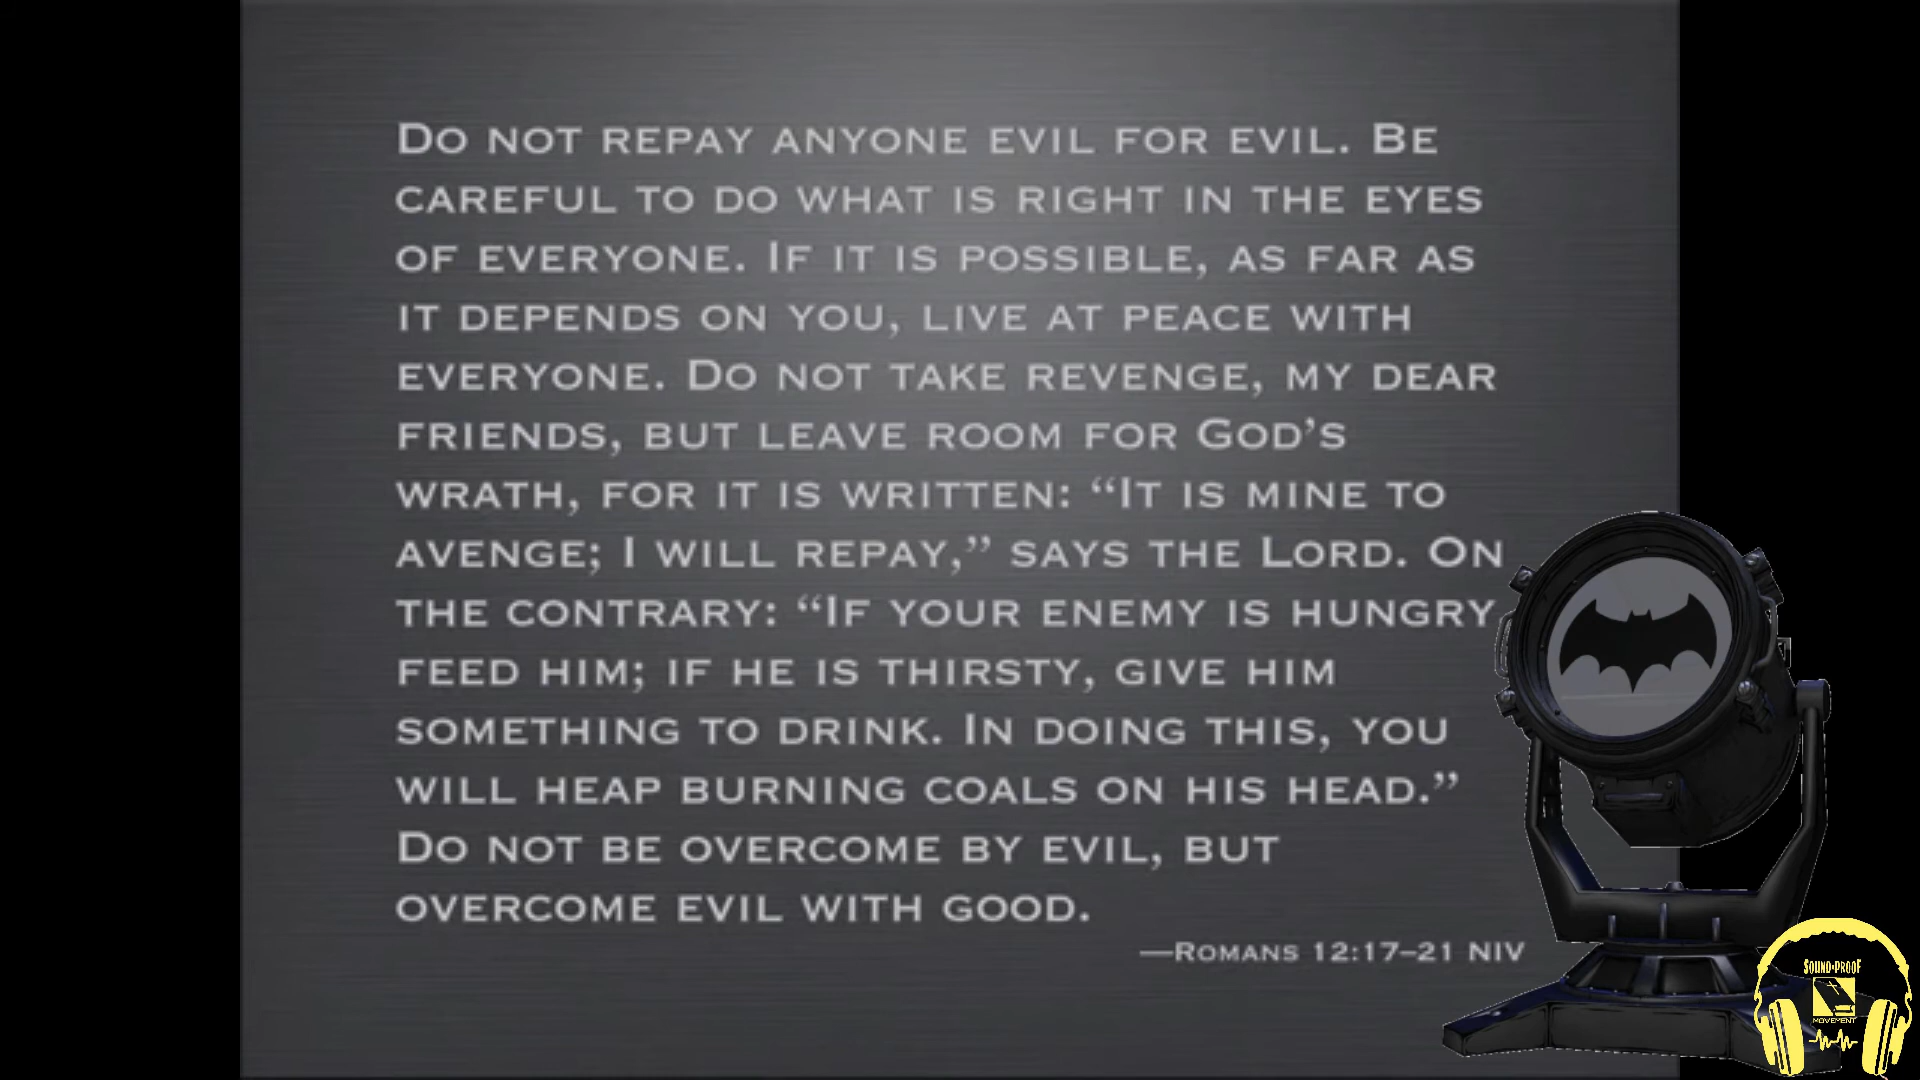 Do not repay anyone evil for evil. Be
careful to do what is right in the eyes
of everyone. If it is possible, as far as
it depends on you, live at peace with
everyone. Do not take revenge, my dear
friends, but leave room for God’s
wrath, for it is written: “It is mine to
avenge; I will repay,” says the Lord. On
the contrary: “If your enemy is hungry
feed him; if he is thirsty, give him
something to drink. In doing this, you
will heap burning coals on his head.”
Do not be overcome by evil, but
overcome evil with good.
—Romans 12:17–21 NIV
SOUND-PROOF
MOVEMENT